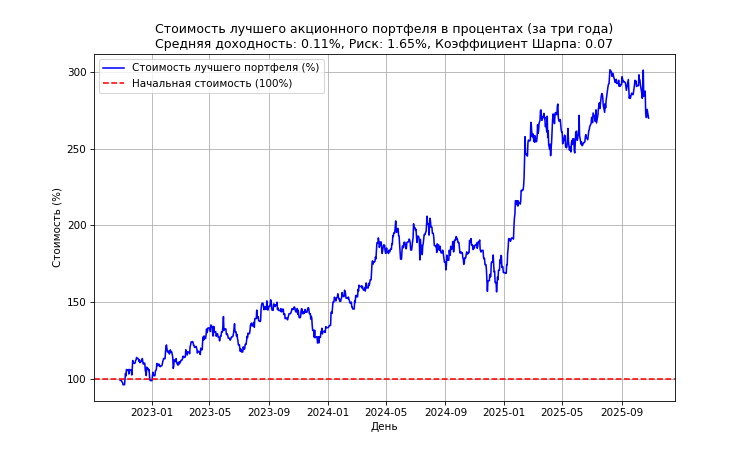 Стоимость лучшего акционного портфеля в процентах (за три года)
Средняя доходность: 0.11%, Риск: 1.65%, Коэффициент Шарпа: 0.07
Стоимость лучшего портфеля (%)
Начальная стоимость (100%)
Стоимость (%)
300
250
200
150
100
2023-01 2023-05 2023-09 2024-01 2024-05 2024-09 2025-01 2025-05 2025-09
День